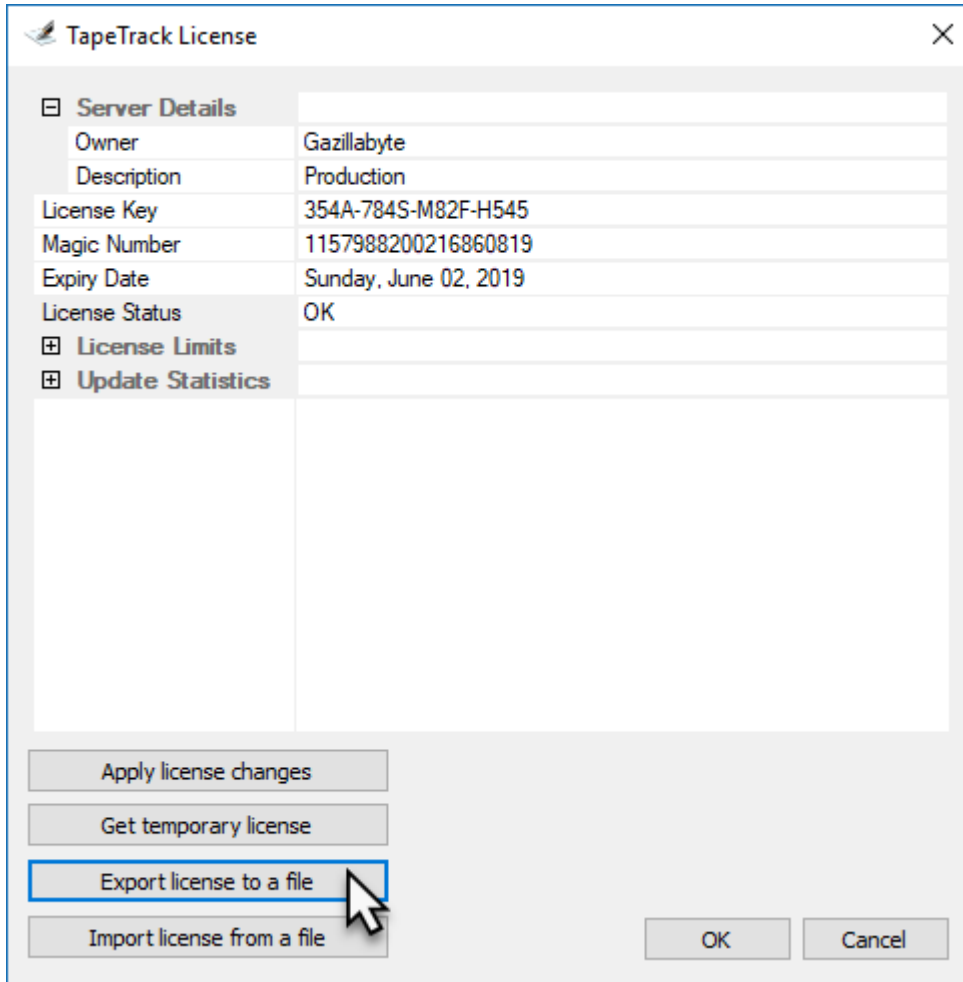 TapeTrack License
Server Details
Owner Gazillabyte
Description Production
License Key 354A-784S-M82F-H545
Magic Number 1157988200216860819
Expiry Date Sunday, June 02, 2019
License Status OK
License Limits
Update Statistics
Apply license changes
Get temporary license
Export license to a file
Import license from a file
OK Cancel